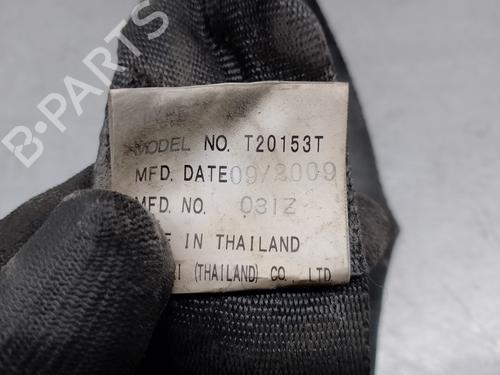 B-PARTS
MODEL NO. T20153T
MFD. DATE 09/2009
MFD. NO. 031Z
IN THAILAND
(THAILAND) CO., LTD